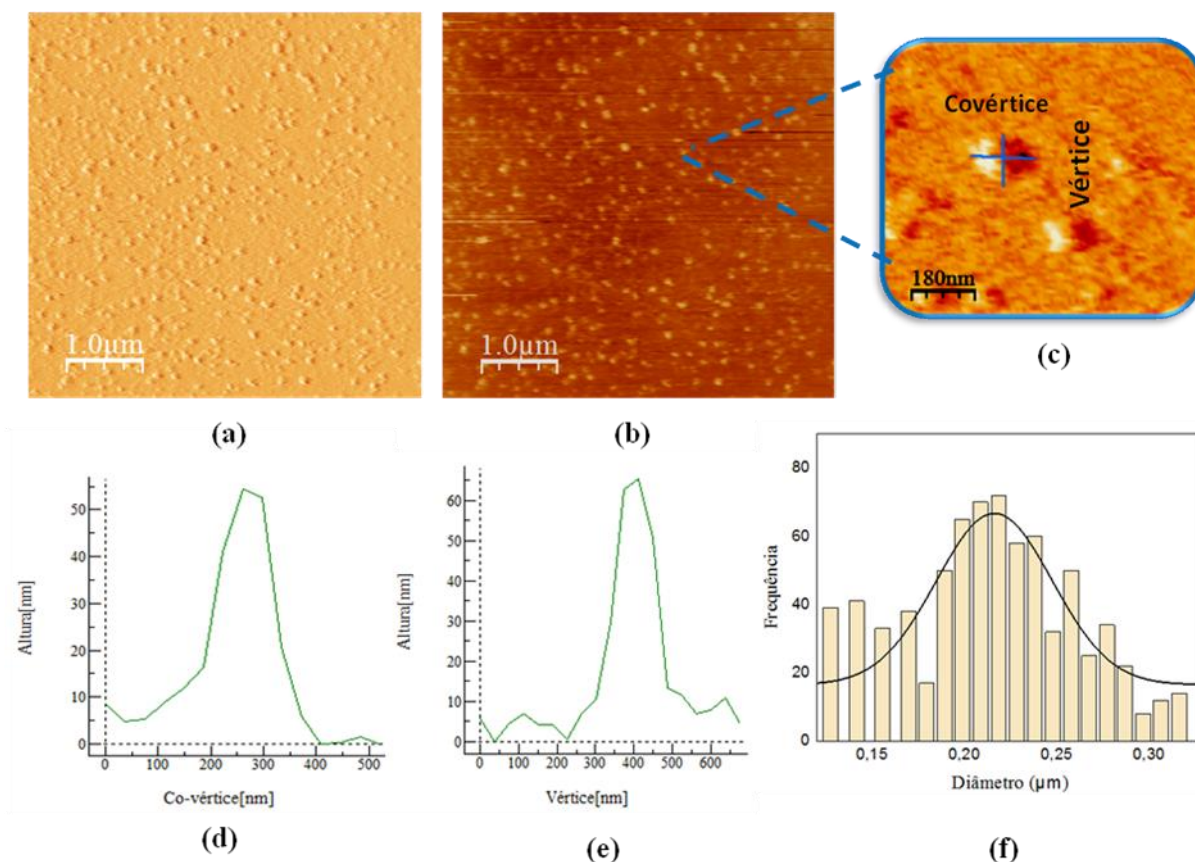 1.0µm
1.0µm
Covértice
Vértice
180nm
(c)
(a)
(b)
Altura[nm]
50
40
30
20
10
0
0 100 200 300 400 500
Co-vértice[nm]
(d)
Altura[nm]
60
50
40
30
20
10
0
0 100 200 300 400 500 600
Vértice[nm]
(e)
Frequência
80
60
40
20
0
0,15 0,20 0,25 0,30
Diâmetro (µm)
(f)